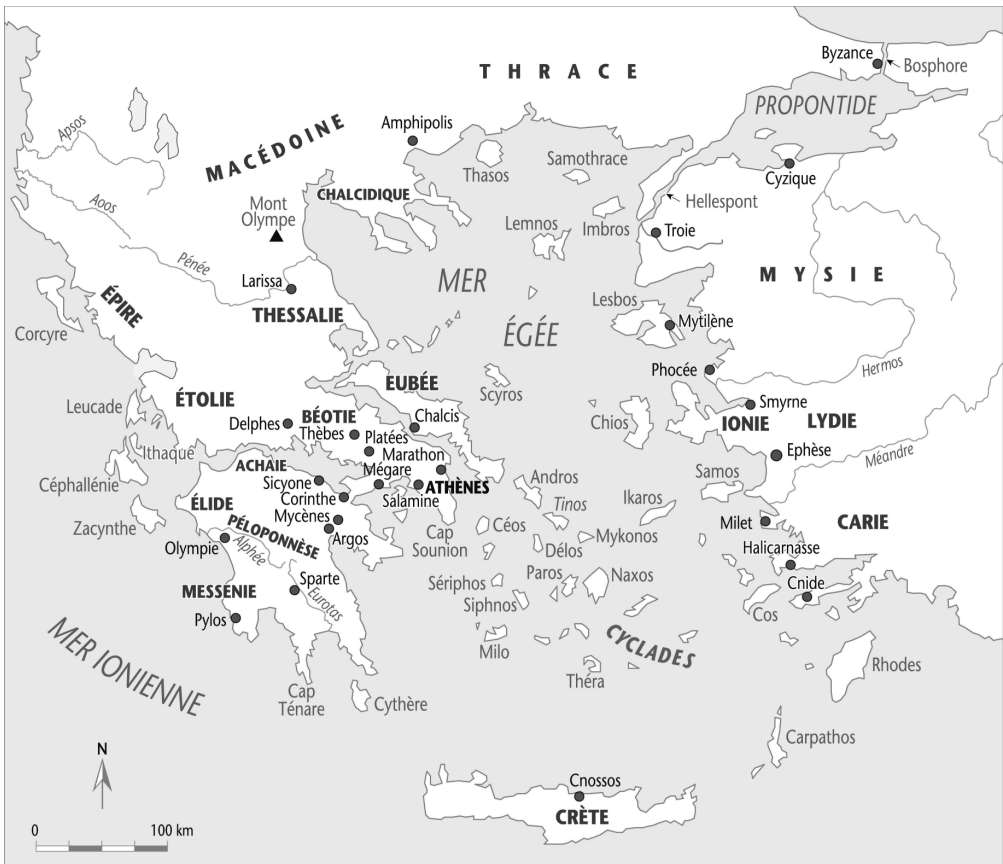 Byzance
Bosphore
THRACE
PROPONTIDE
Apsos
MACÉDOINE
Amphipolis
Thasos
Samothrace
Cyzique
CHALCIDIQUE
Aoos
Mont
Olympe
Hellespont
Lemnos
Imbros
Troie
Pénée
Larissa
MER
ÉGÉE
MYSIE
ÉPIRE
THESSALIE
Lesbos
Mytilène
Corcyre
Phocée
Hermos
EUBÉE
Scyros
ÉTOLIE
Leucade
Delphes
BÉOTIE
Thèbes
Chalcis
Platées
Marathon
Chios
Smyrne
IONIE
LYDIE
Ithaque
Ephèse
Méandre
ACHAIE
Mégare
Sicyone
ATHÈNES
Céphallénie
Corinthe
Salamine
Andros
Samos
ÉLIDE
Mycènes
Tinos
Ikaros
Zacynthe
PÉLOPONNÈSE
Argos
Cap
Sounion
Céos
Mykonos
Milet
CARIE
Olympie
Alphée
Délos
Halicarnasse
MESSENIE
Sparte
Eurotas
Sériphos
Paros
Naxos
Cnide
Siphnos
Cos
Pylos
MER IONIENNE
Milo
CYCLADES
Théra
Rhodes
Cap
Ténare
Cythère
Carpathos
N
Cnossos
CRÈTE
0 100 km